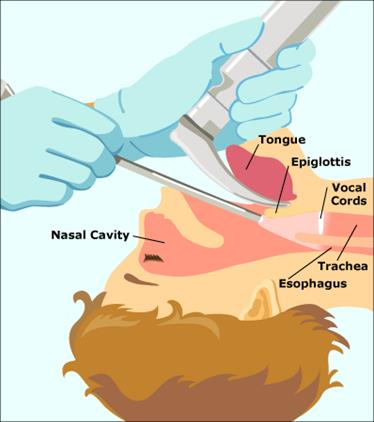 Tongue
Epiglottis
Vocal
Cords
Nasal Cavity
Trachea
Esophagus